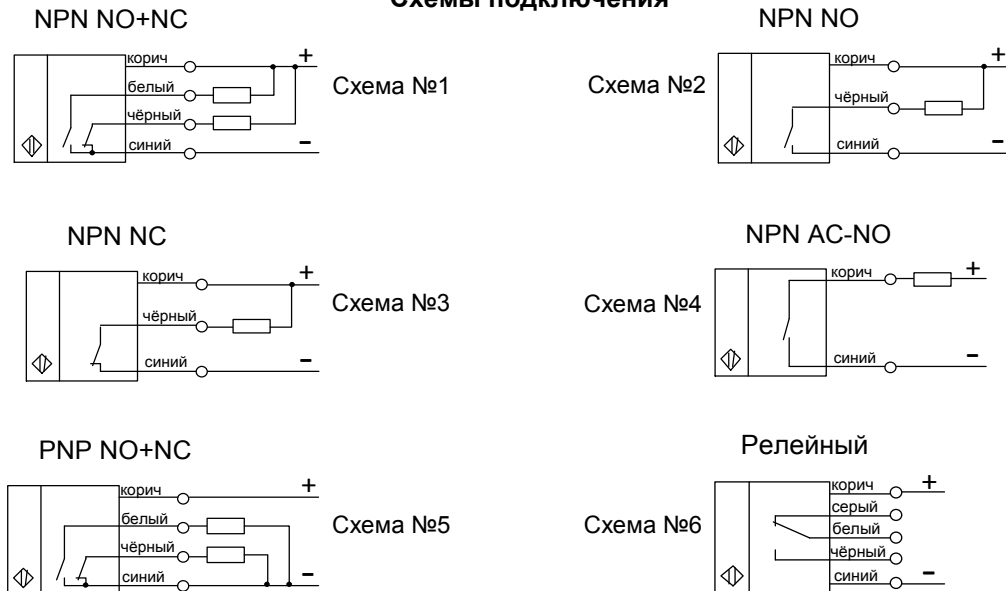 Схемы подключения
NPN NO+NC
корич
+
белый
чёрный
синий
–
Схема №1
NPN NO
Схема №2
корич
+
чёрный
синий
–
NPN NC
корич
+
чёрный
синий
–
Схема №3
NPN AC-NO
Схема №4
корич
+
синий
–
PNP NO+NC
корич
+
белый
чёрный
синий
–
Схема №5
Релейный
Схема №6
корич
+
серый
белый
чёрный
синий
–